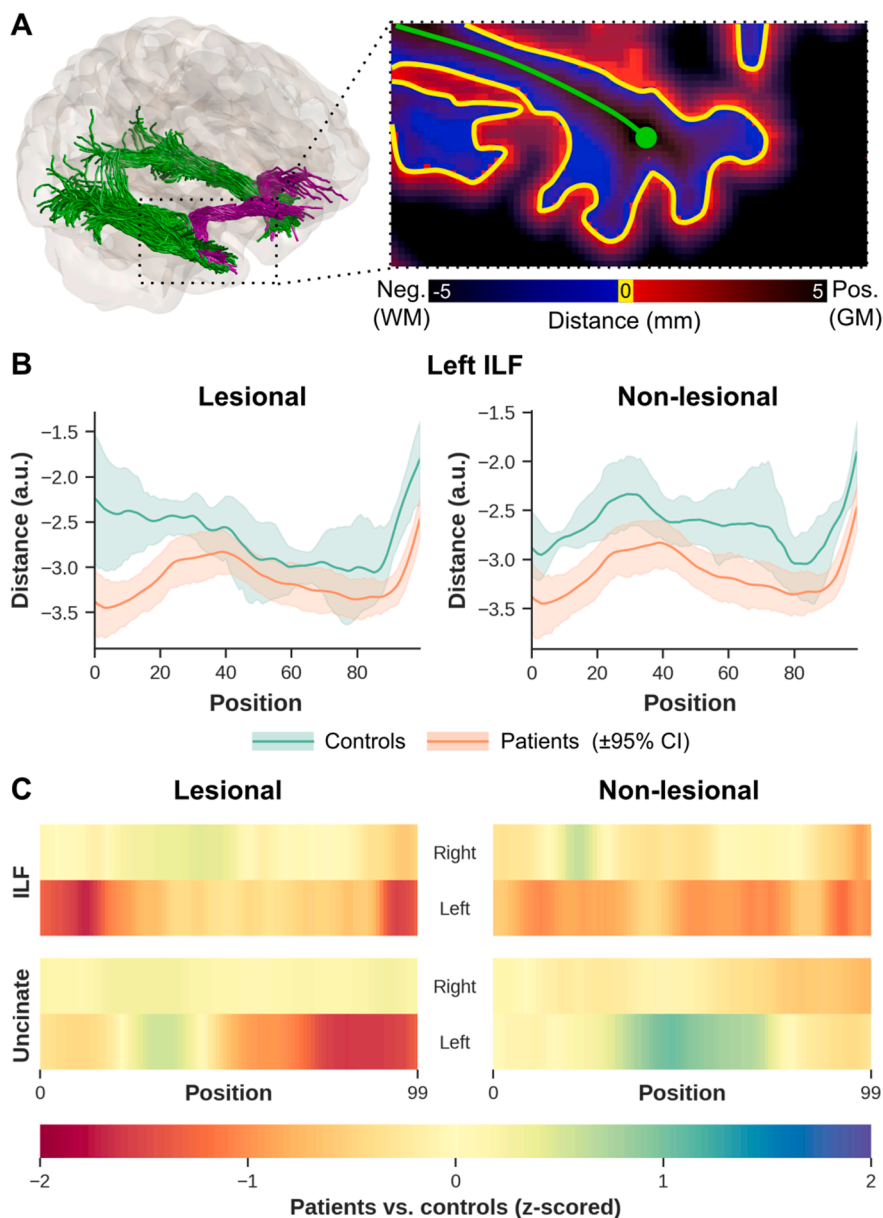 A
Neg. -5 0 5 Pos.
(WM) Distance (mm) (GM)
B
Left ILF
Lesional Non-lesional
Distance (a.u.)
−1.5
−2.0
−2.5
−3.0
−3.5
0 20 40 60 80
Position
Distance (a.u.)
−1.5
−2.0
−2.5
−3.0
−3.5
0 20 40 60 80
Position
Controls Patients (±95% CI)
C
Lesional Non-lesional
ILF
Right
Left
Uncinate
Right
Left
0 Position 99 0 Position 99
−2 −1 0 1 2
Patients vs. controls (z-scored)